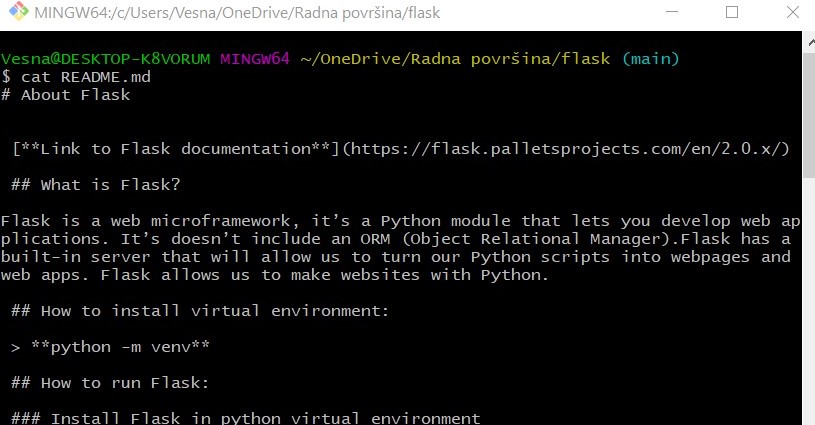 MINGW64:/c/Users/Vesna/OneDrive/Radna površina/flask
Vesna@DESKTOP-K8VORUM MINGW64 ~/OneDrive/Radna površina/flask (main)
$ cat README.md
# About Flask
[**Link to Flask documentation**](https://flask.palletsprojects.com/en/2.0.x/)
## What is Flask?
Flask is a web microframework, it’s a Python module that lets you develop web ap
plications. It’s doesn’t include an ORM (Object Relational Manager).Flask has a
built-in server that will allow us to turn our Python scripts into webpages and
web apps. Flask allows us to make websites with Python.
## How to install virtual environment:
> **python -m venv**
## How to run Flask:
### Install Flask in python virtual environment